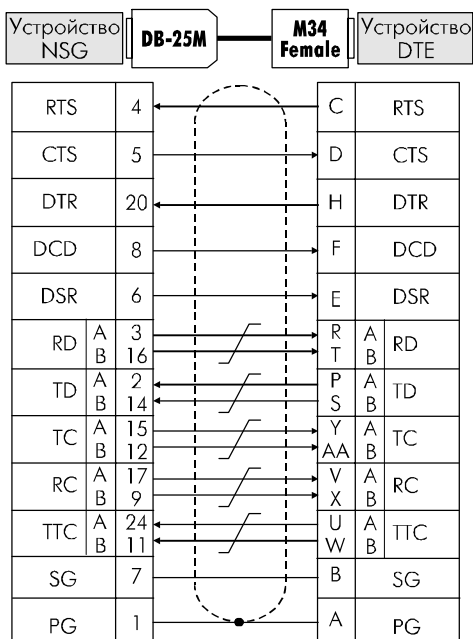 Устройство NSG DB-25M M34 Female Устройство DTE
RTS 4 C RTS
CTS 5 D CTS
DTR 20 H DTR
DCD 8 F DCD
DSR 6 E DSR
RD A 3 R A RD
B 16 T B
TD A 2 P A TD
B 14 S B
TC A 15 Y A TC
B 12 AA B
RC A 17 V A RC
B 9 X B
TTC A 24 U A TTC
B 11 W B
SG 7 B SG
PG 1 A PG